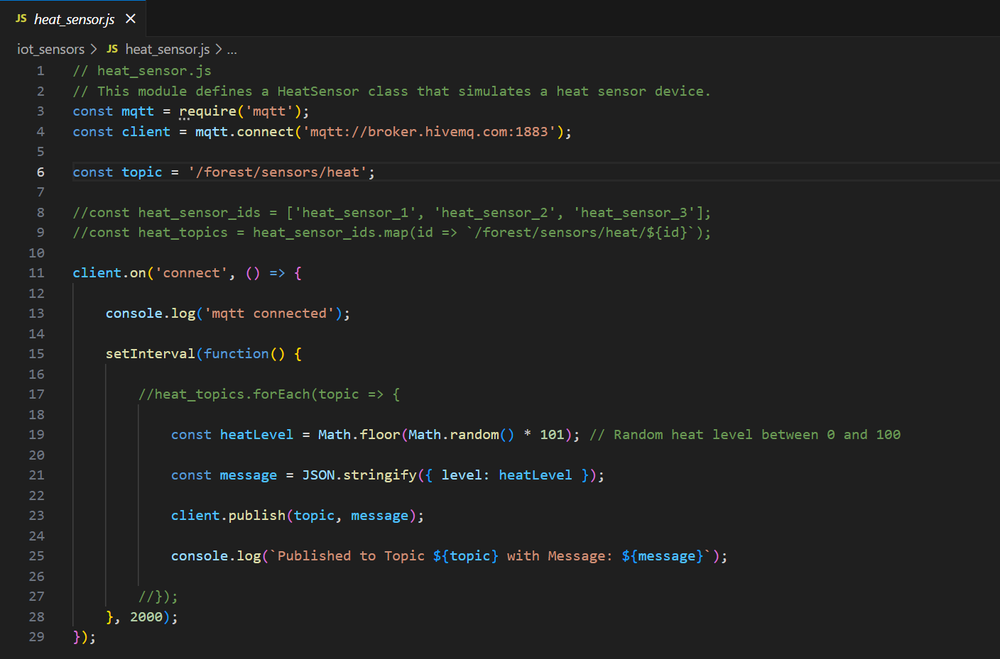 JS heat_sensor.js ×
iot_sensors > JS heat_sensor.js > ...
1 // heat_sensor.js
2 // This module defines a HeatSensor class that simulates a heat sensor device.
3 const mqtt = require('mqtt');
4 const client = mqtt.connect('mqtt://broker.hivemq.com:1883');
5
6 const topic = '/forest/sensors/heat';
7
8 //const heat_sensor_ids = ['heat_sensor_1', 'heat_sensor_2', 'heat_sensor_3'];
9 //const heat_topics = heat_sensor_ids.map(id => `/forest/sensors/heat/${id}`);
10
11 client.on('connect', () => {
12
13     console.log('mqtt connected');
14
15     setInterval(function() {
16
17         //heat_topics.forEach(topic => {
18
19             const heatLevel = Math.floor(Math.random() * 101); // Random heat level between 0 and 100
20
21             const message = JSON.stringify({ level: heatLevel });
22
23             client.publish(topic, message);
24
25             console.log(`Published to Topic ${topic} with Message: ${message}`);
26
27         //});
28     }, 2000);
29 });